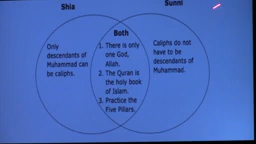 Shia
Sunni
Both
Only
descendants of
Muhammad can
be caliphs.
1. There is only
one God,
Allah.
2. The Quran is
the holy book
of Islam.
3. Practice the
Five Pillars.
Caliphs do not
have to be
descendants of
Muhammad.